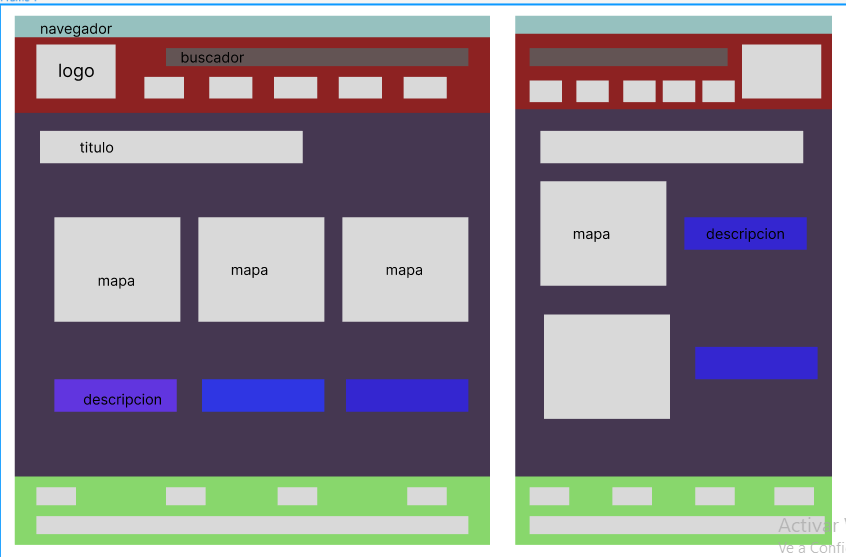 navegador
logo
buscador
titulo
mapa
mapa
mapa
descripcion
mapa
descripcion
Activar
Ve a Confi